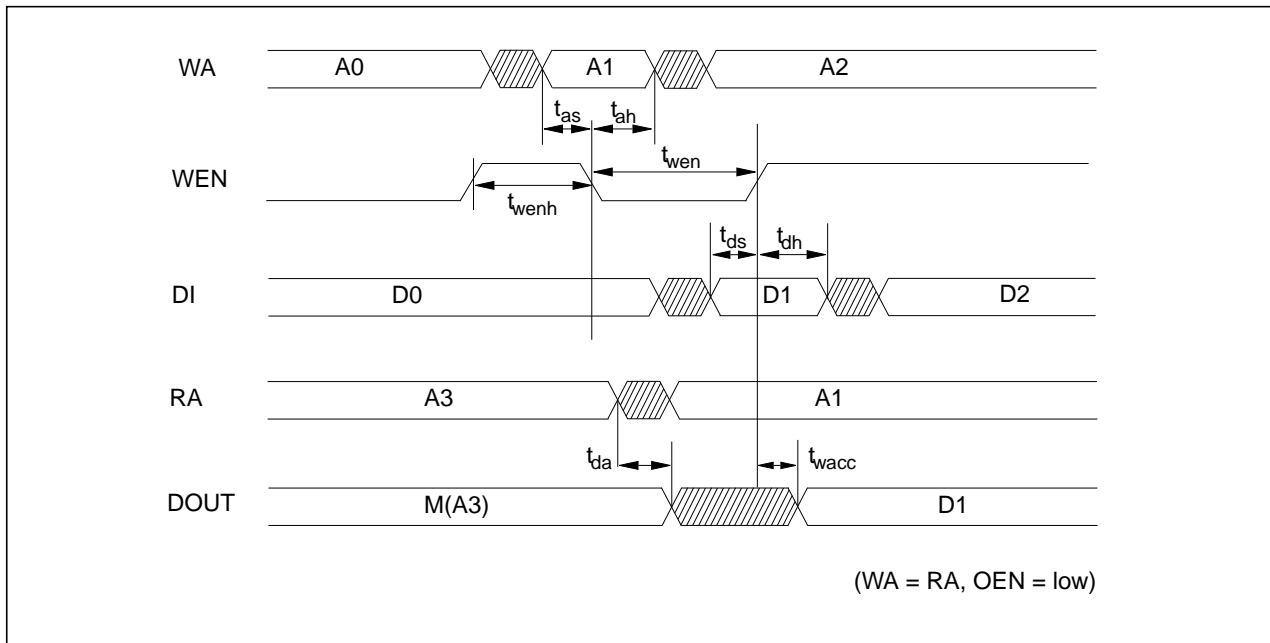 WA A0 A1 A2
tas tah
WEN twenh twen
tds tdh
DI D0 D1 D2
RA A3 A1
tda twacc
DOUT M(A3) D1
(WA = RA, OEN = low)